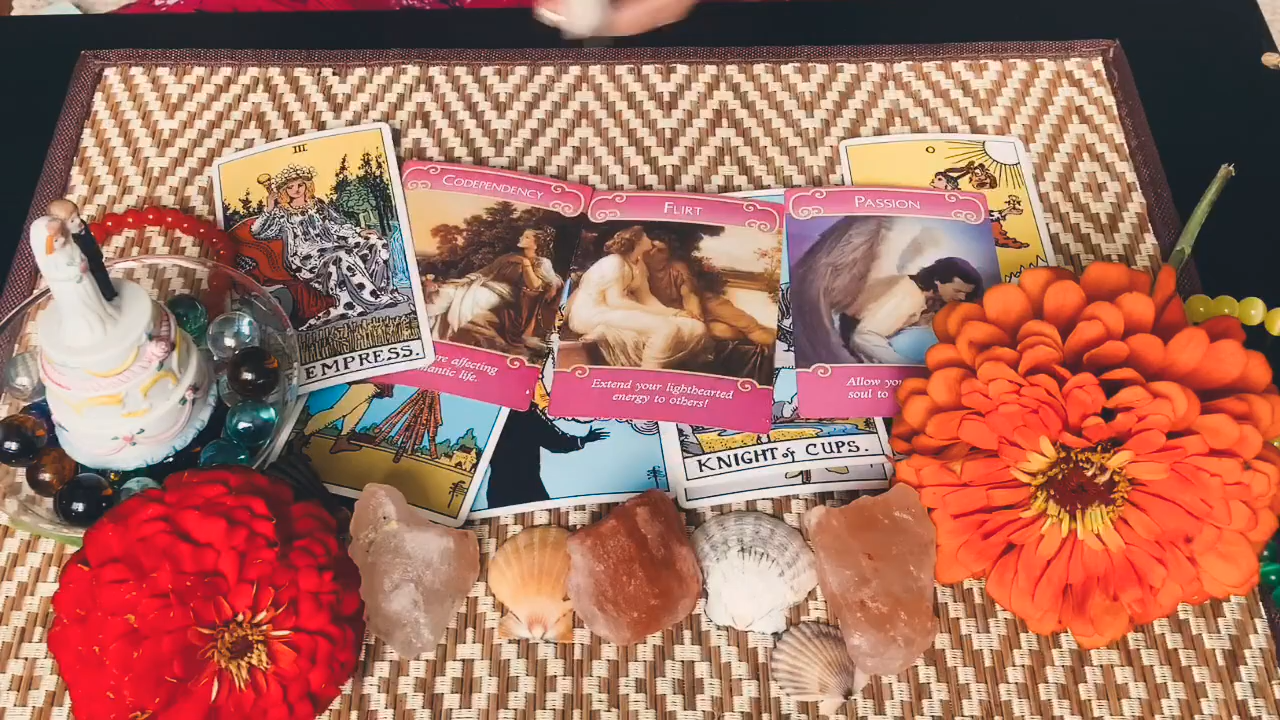 III
EMPRESS.
CODEPENDENCY
re affecting
mantic life.
FLIRT
Extend your lighthearted
energy to others!
PASSION
Allow yo
soul to
KNIGHT of CUPS.